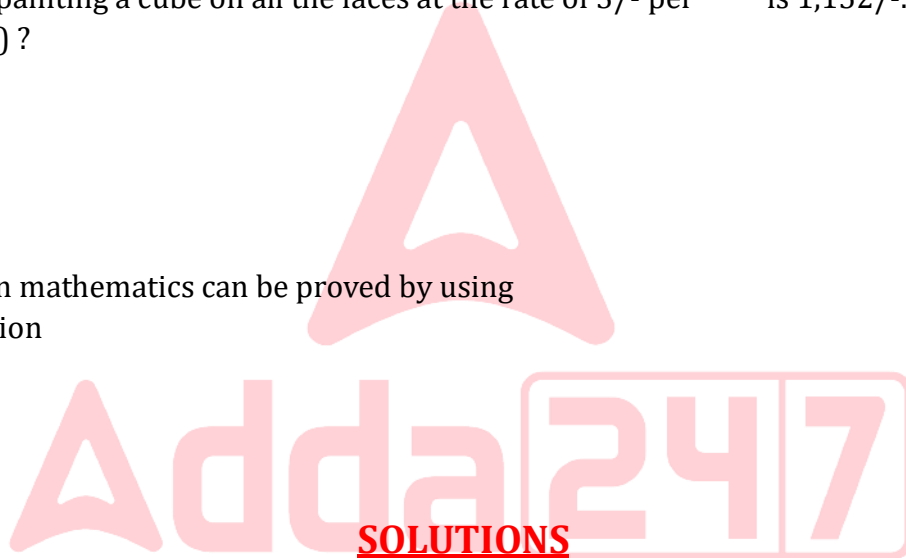 painting a cube on all the faces at the rate of 3/- per is 1,152/-.
) ?
n mathematics can be proved by using
ion
Adda247
SOLUTIONS